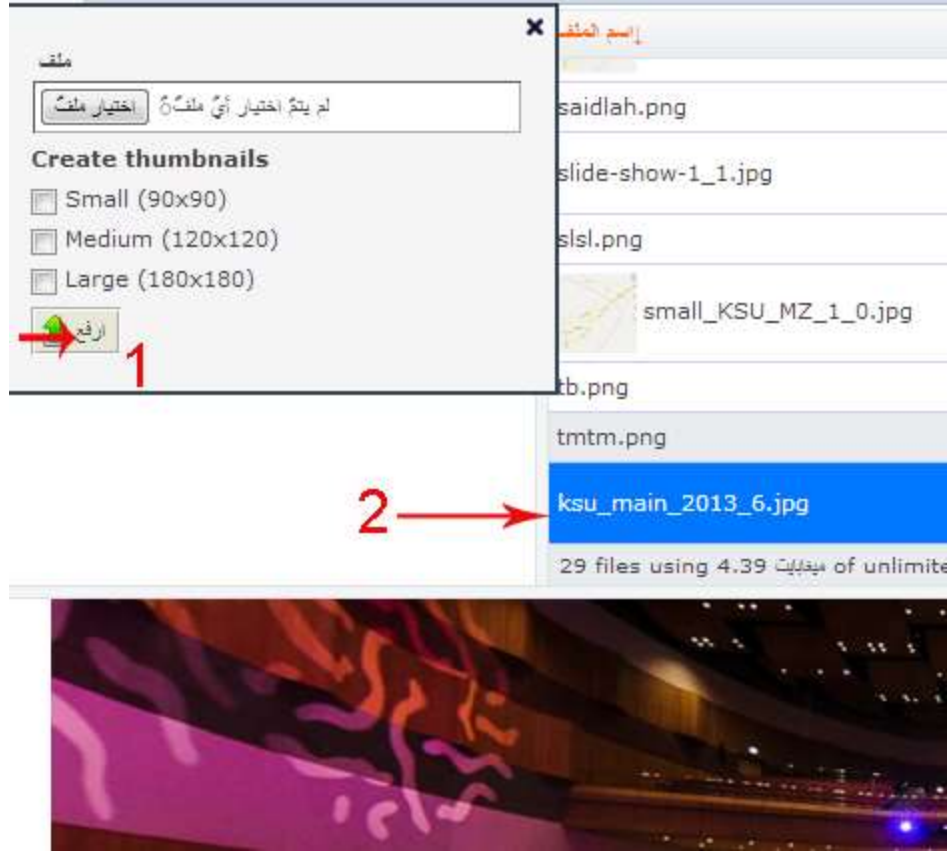 إسم الملف
ملف
اختيار ملف لم يتم اختيار أي ملف
Create thumbnails
Small (90x90)
Medium (120x120)
Large (180x180)
ارفع
1
saidlah.png
slide-show-1_1.jpg
slsl.png
small_KSU_MZ_1_0.jpg
tb.png
tmtm.png
2
ksu_main_2013_6.jpg
29 files using 4.39 ميغابايت of unlimite